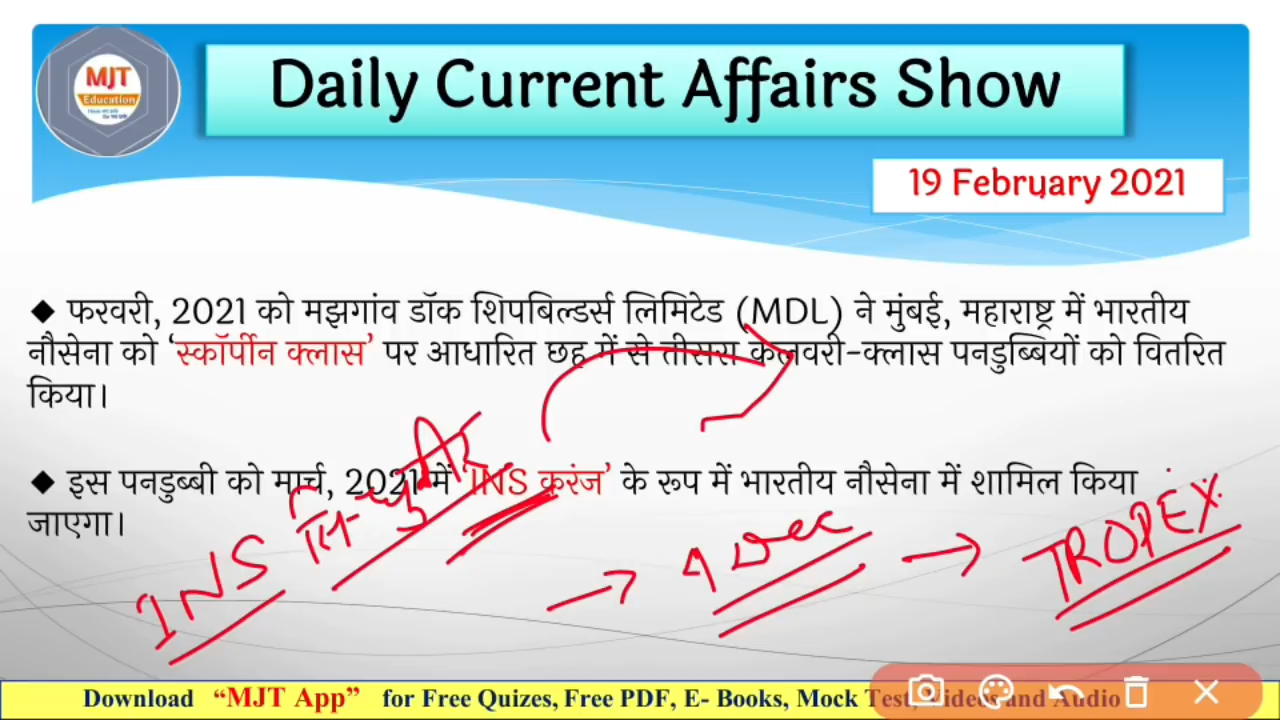 MJT
Education
Daily Current Affairs Show
19 February 2021
◆ फरवरी, 2021 को मझगांव डॉक शिपबिल्डर्स लिमिटेड (MDL) ने मुंबई, महाराष्ट्र में भारतीय
नौसेना को ‘स्कॉर्पीन क्लास’ पर आधारित छह में से तीसरा कलवरी-क्लास पनडुब्बियों को वितरित
किया।
◆ इस पनडुब्बी को मार्च, 2021 में ‘INS करंज’ के रूप में भारतीय नौसेना में शामिल किया
जाएगा।
INS
→ 4 Dec → TROPEX
Download “MJT App” for Free Quizes, Free PDF, E- Books, Mock Test, Videos and Audio